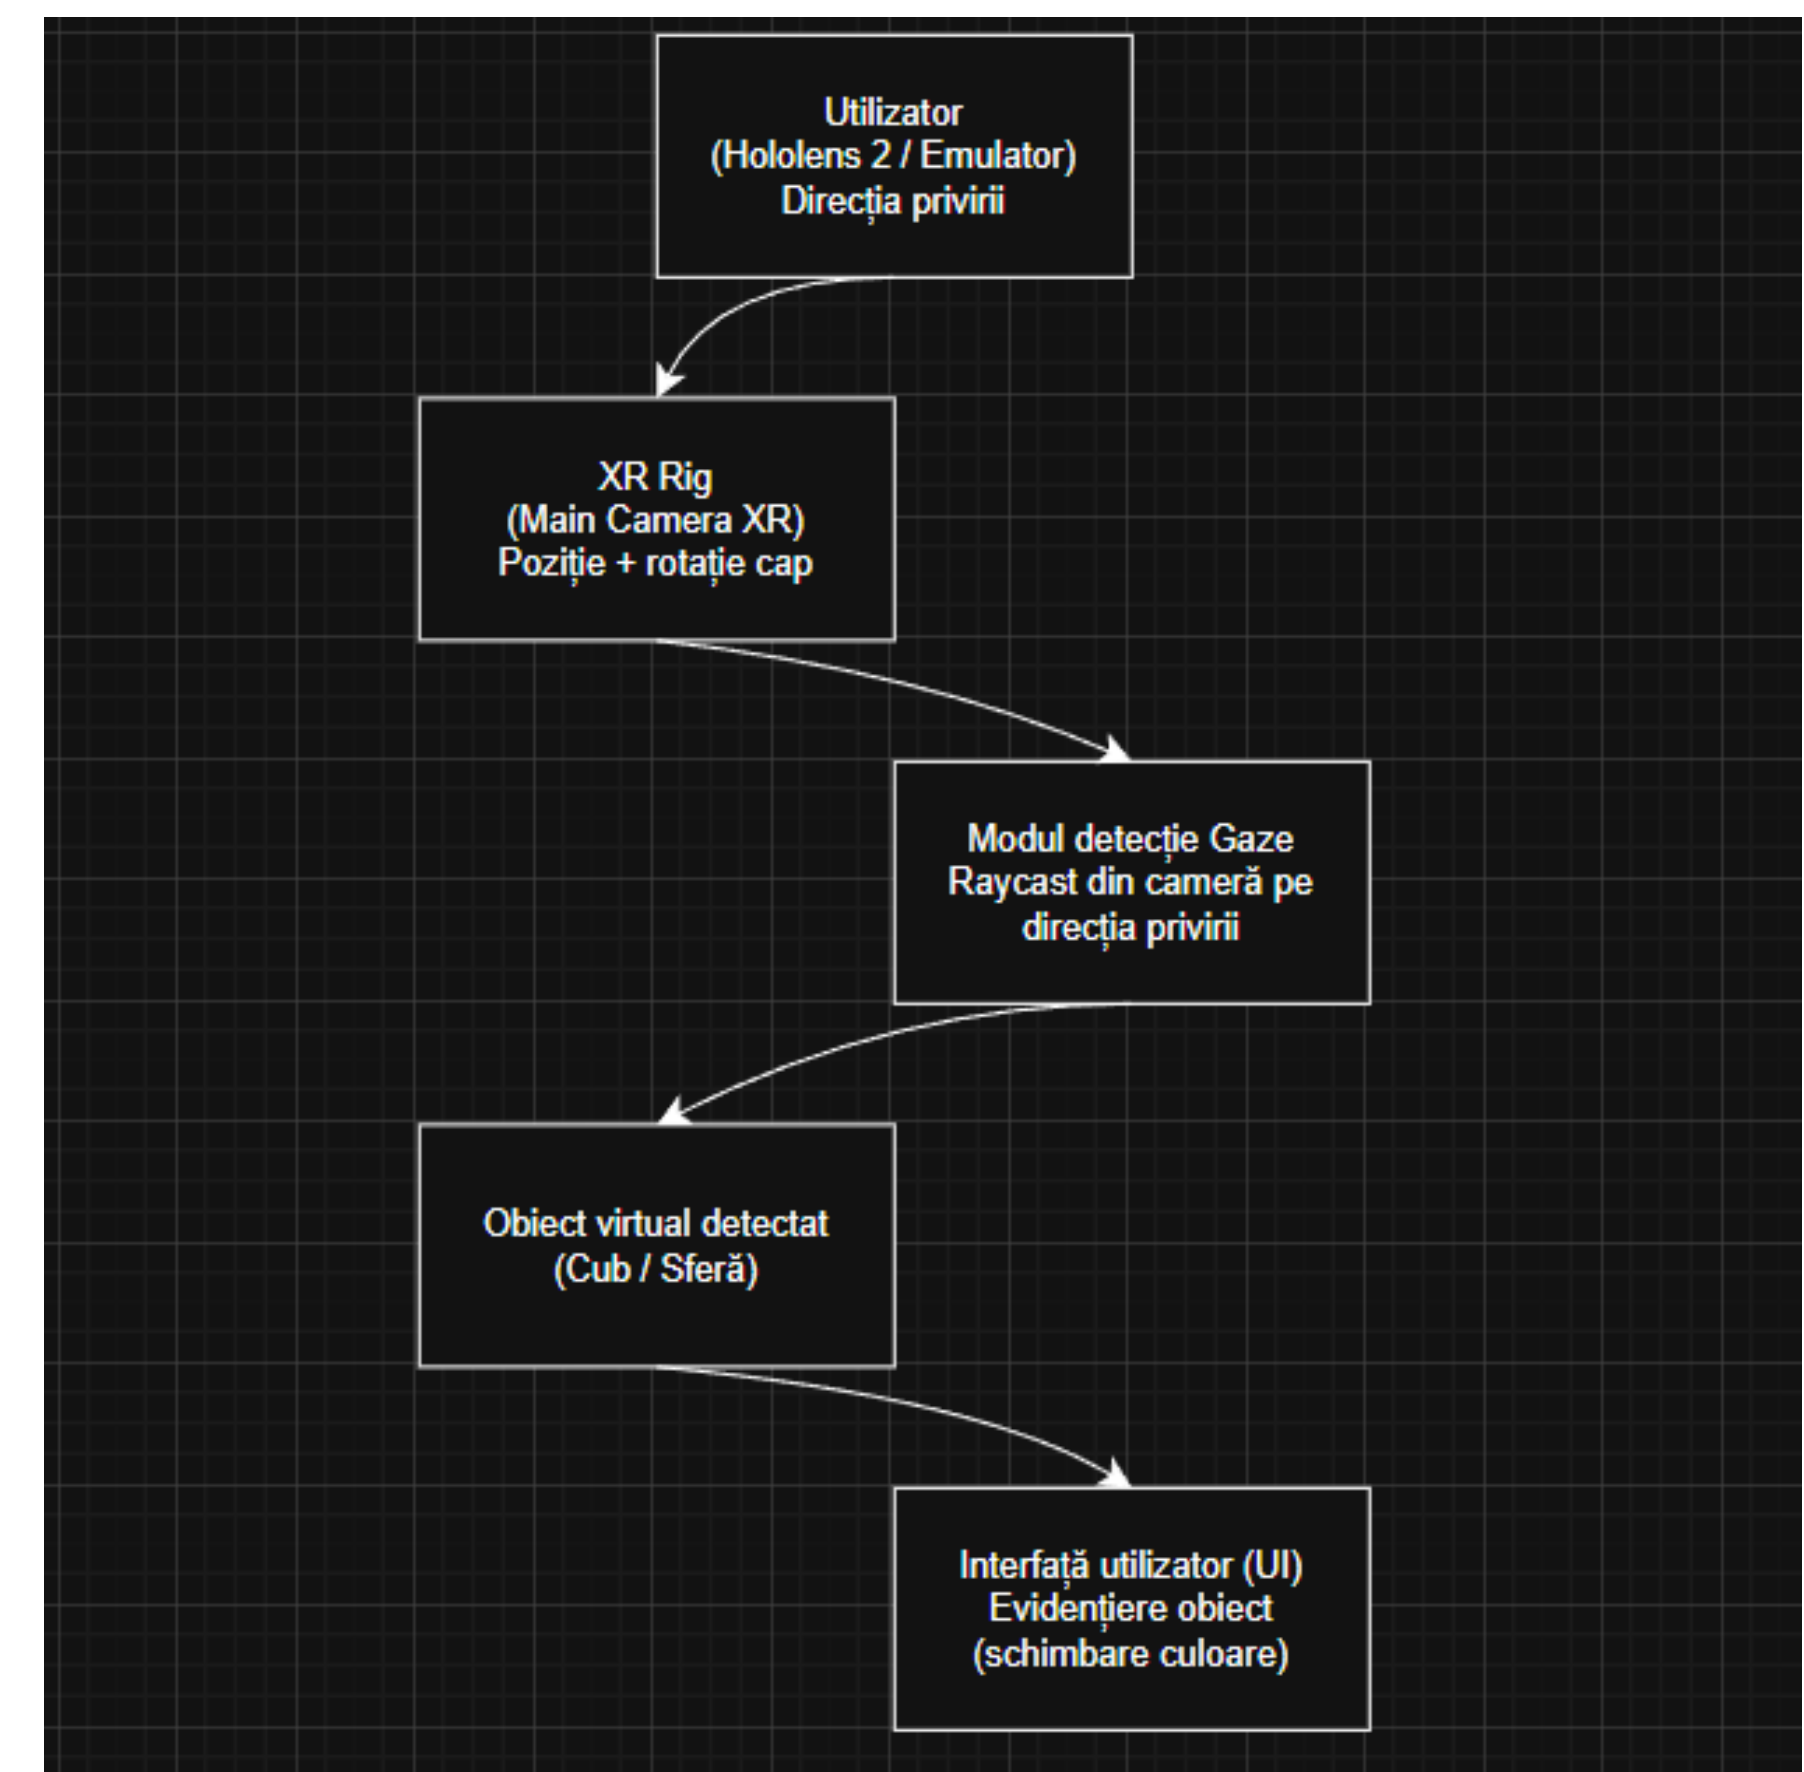 Utilizator
(Hololens 2 / Emulator)
Direcția privirii
XR Rig
(Main Camera XR)
Poziție + rotație cap
Modul detecție Gaze
Raycast din cameră pe
direcția privirii
Obiect virtual detectat
(Cub / Sferă)
Interfață utilizator (UI)
Evidențiere obiect
(schimbare culoare)